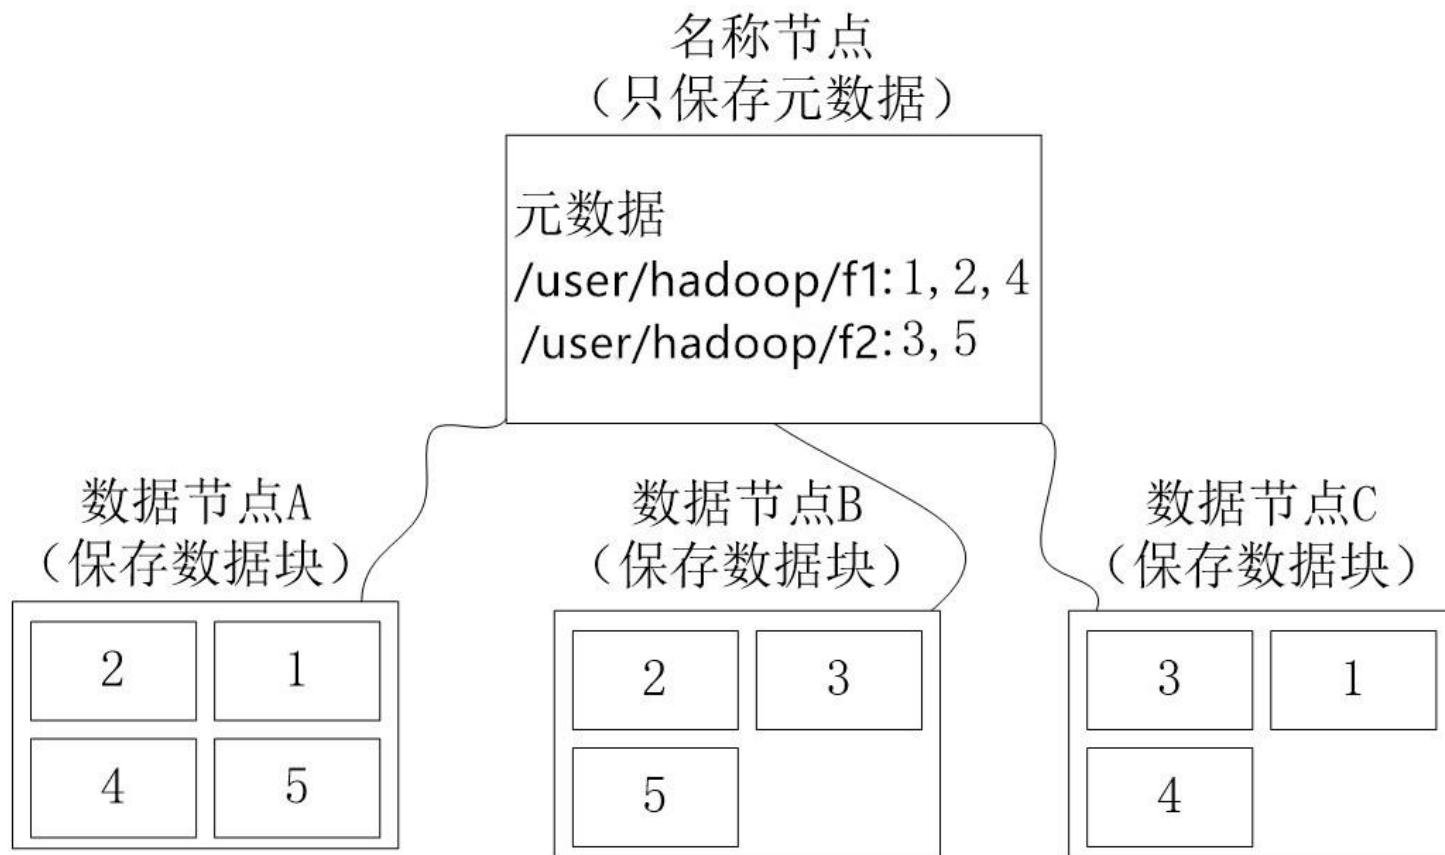 名称节点
（只保存元数据）
元数据
/user/hadoop/f1:1,2,4
/user/hadoop/f2:3,5
数据节点A
（保存数据块）
2 1
4 5
数据节点B
（保存数据块）
2 3
5
数据节点C
（保存数据块）
3 1
4